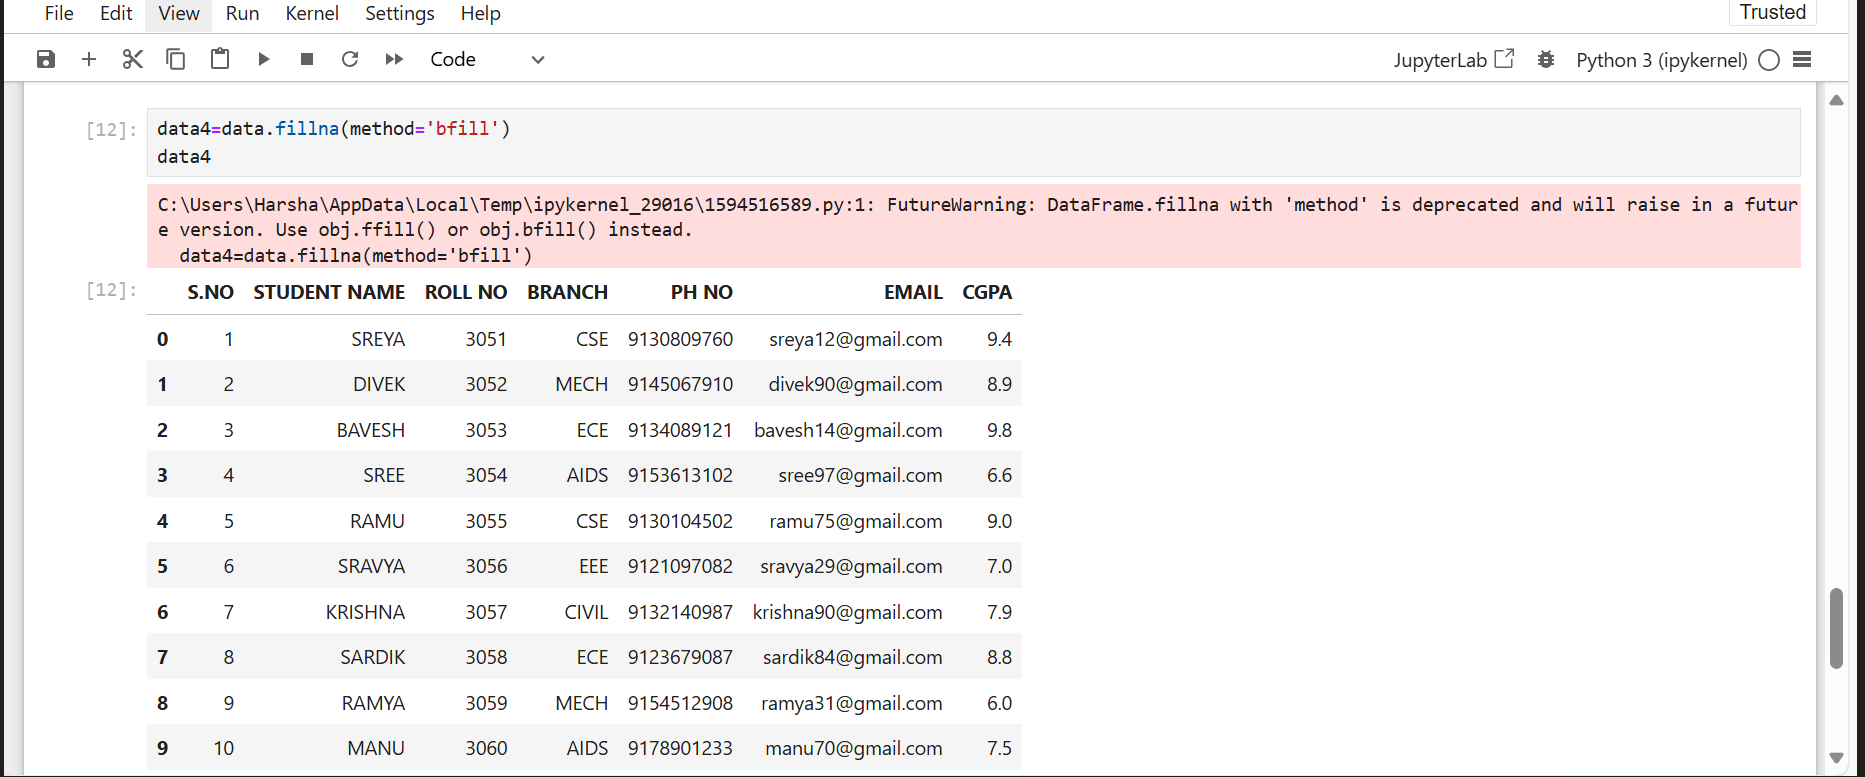 File Edit View Run Kernel Settings Help Trusted
Code JupyterLab Python 3 (ipykernel)
[12]: data4=data.fillna(method='bfill')
data4
C:\Users\Harsha\AppData\Local\Temp\ipykernel_29016\1594516589.py:1: FutureWarning: DataFrame.fillna with 'method' is deprecated and will raise in a futur
e version. Use obj.ffill() or obj.bfill() instead.
data4=data.fillna(method='bfill')
[12]: S.NO STUDENT NAME ROLL NO BRANCH PH NO EMAIL CGPA
0 1 SREYA 3051 CSE 9130809760 sreya12@gmail.com 9.4
1 2 DIVEK 3052 MECH 9145067910 divek90@gmail.com 8.9
2 3 BAVESH 3053 ECE 9134089121 bavesh14@gmail.com 9.8
3 4 SREE 3054 AIDS 9153613102 sree97@gmail.com 6.6
4 5 RAMU 3055 CSE 9130104502 ramu75@gmail.com 9.0
5 6 SRAVYA 3056 EEE 9121097082 sravya29@gmail.com 7.0
6 7 KRISHNA 3057 CIVIL 9132140987 krishna90@gmail.com 7.9
7 8 SARDIK 3058 ECE 9123679087 sardik84@gmail.com 8.8
8 9 RAMYA 3059 MECH 9154512908 ramya31@gmail.com 6.0
9 10 MANU 3060 AIDS 9178901233 manu70@gmail.com 7.5